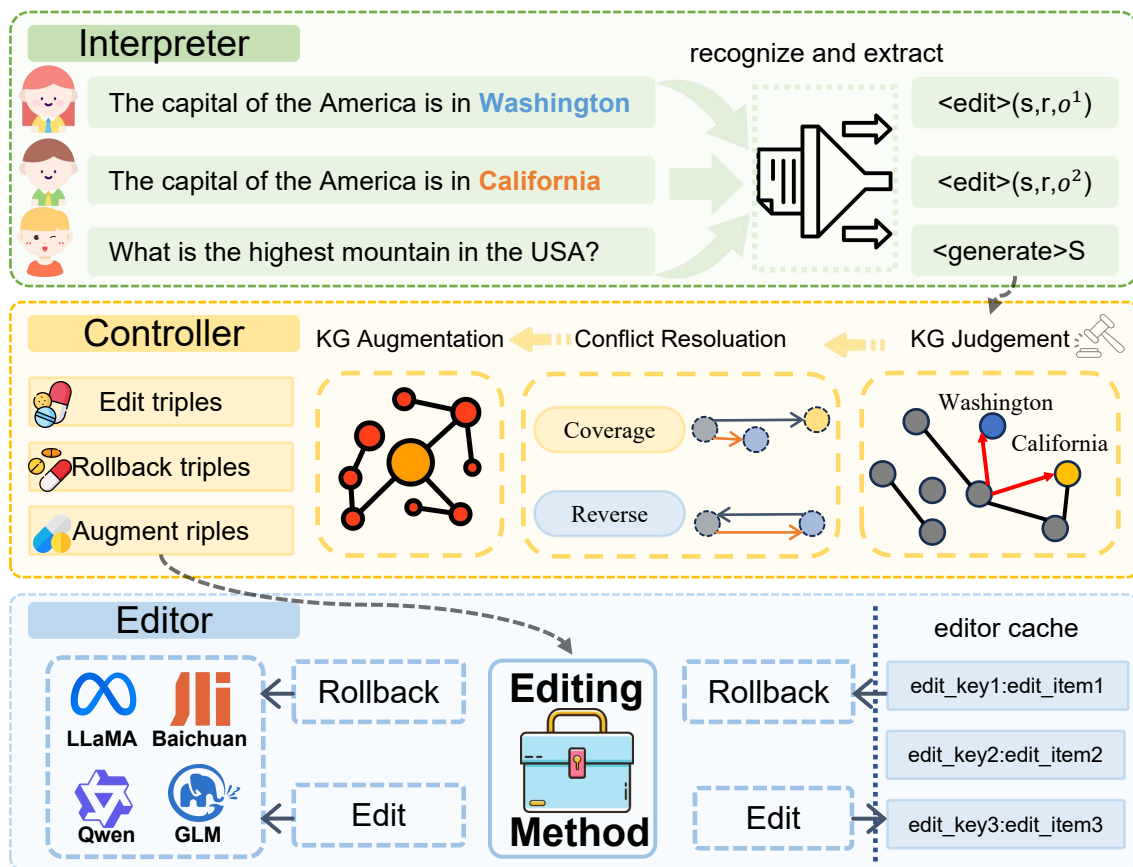 Interpreter
recognize and extract
The capital of the America is in Washington
<edit>(s,r,o¹)
The capital of the America is in California
<edit>(s,r,o²)
What is the highest mountain in the USA?
<generate>S
Controller
KG Augmentation
Conflict Resoluation
KG Judgement
Edit triples
Rollback triples
Augment riples
Coverage
Reverse
Washington
California
Editor
editor cache
LLaMA
Baichuan
Qwen
GLM
Rollback
Edit
Editing
Method
Rollback
Edit
edit_key1:edit_item1
edit_key2:edit_item2
edit_key3:edit_item3